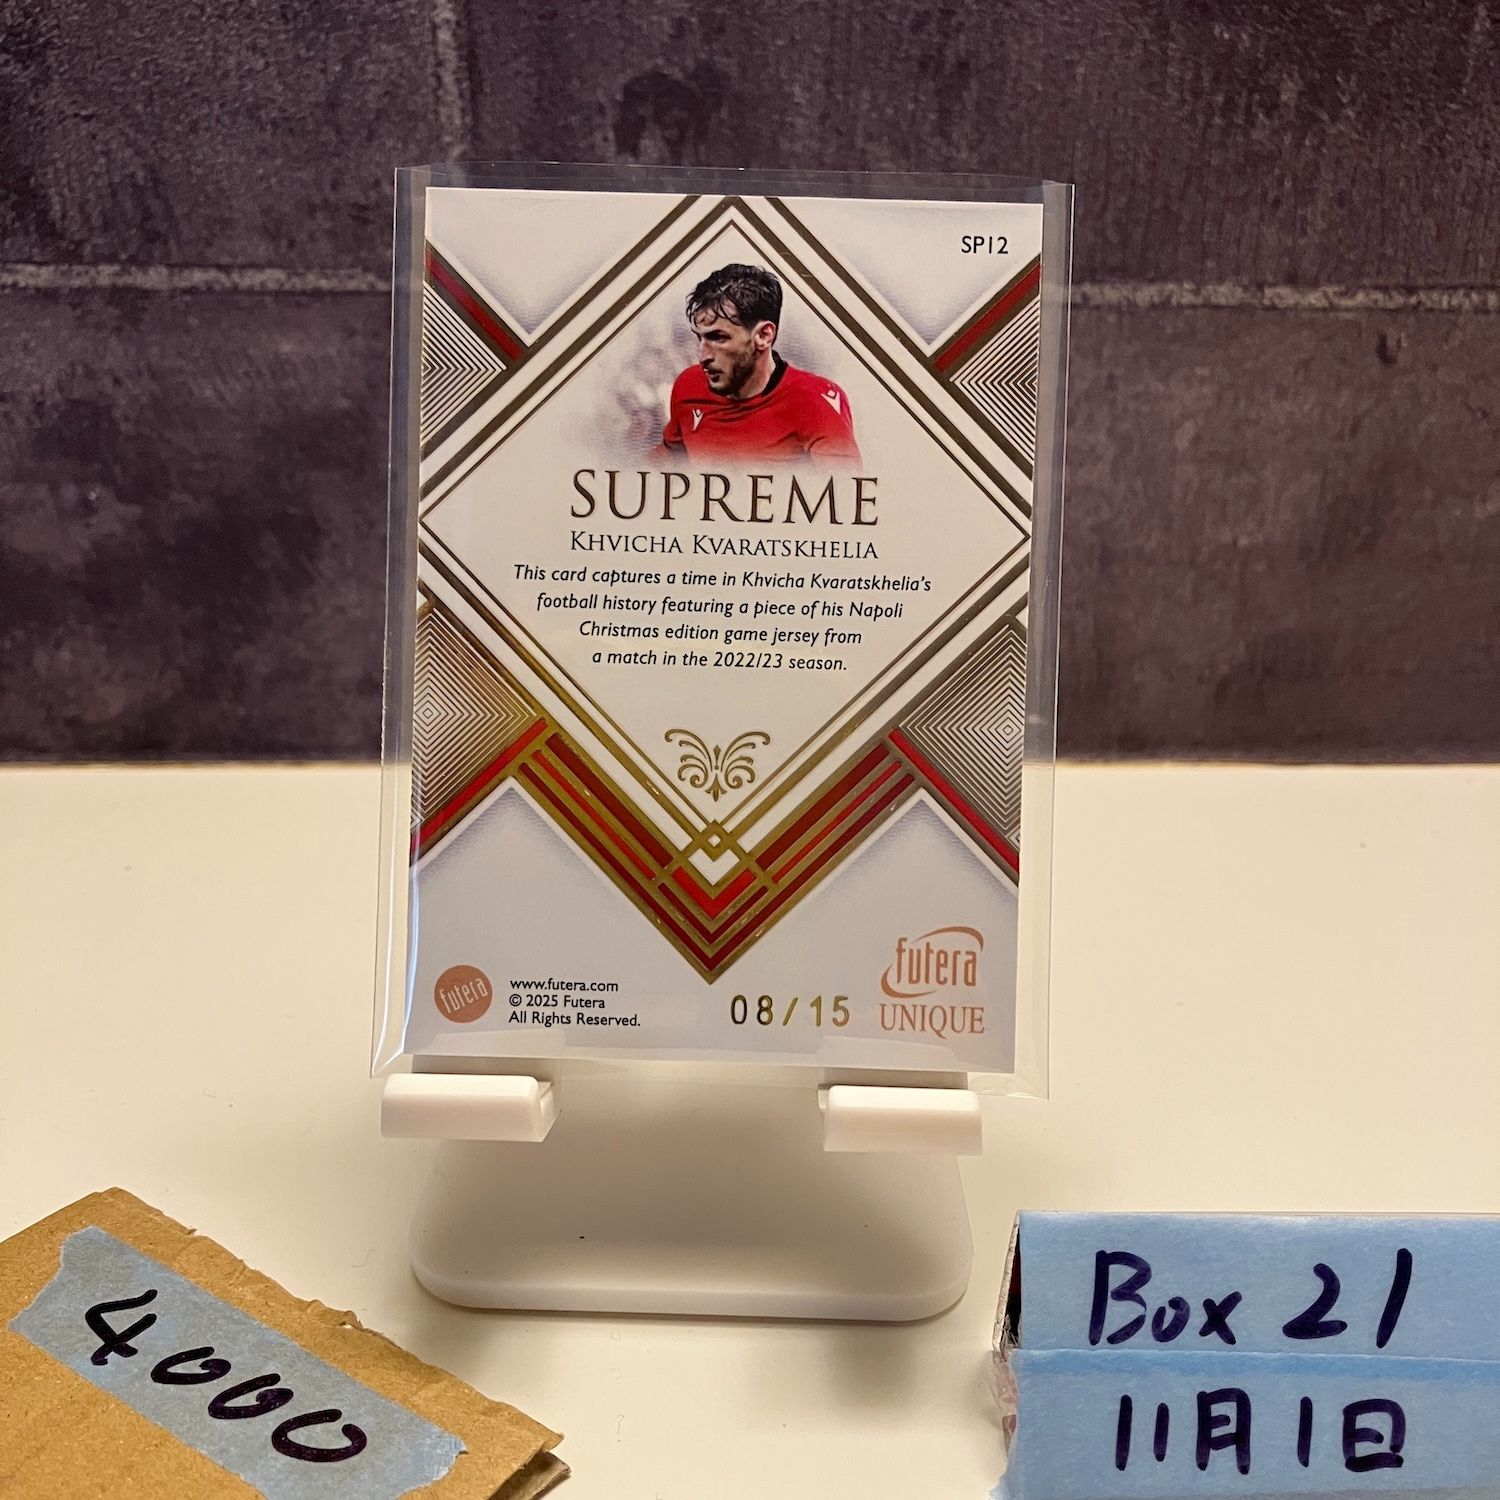 SP12
SUPREME
KHVICHA KVARATSKHELIA
This card captures a time in Khvicha Kvaratskhelia's
football history featuring a piece of his Napoli
Christmas edition game jersey from
a match in the 2022/23 season.
futera
www.futera.com
© 2025 Futera
All Rights Reserved.
08/15
futera
UNIQUE
4000
Box 21
11月1日